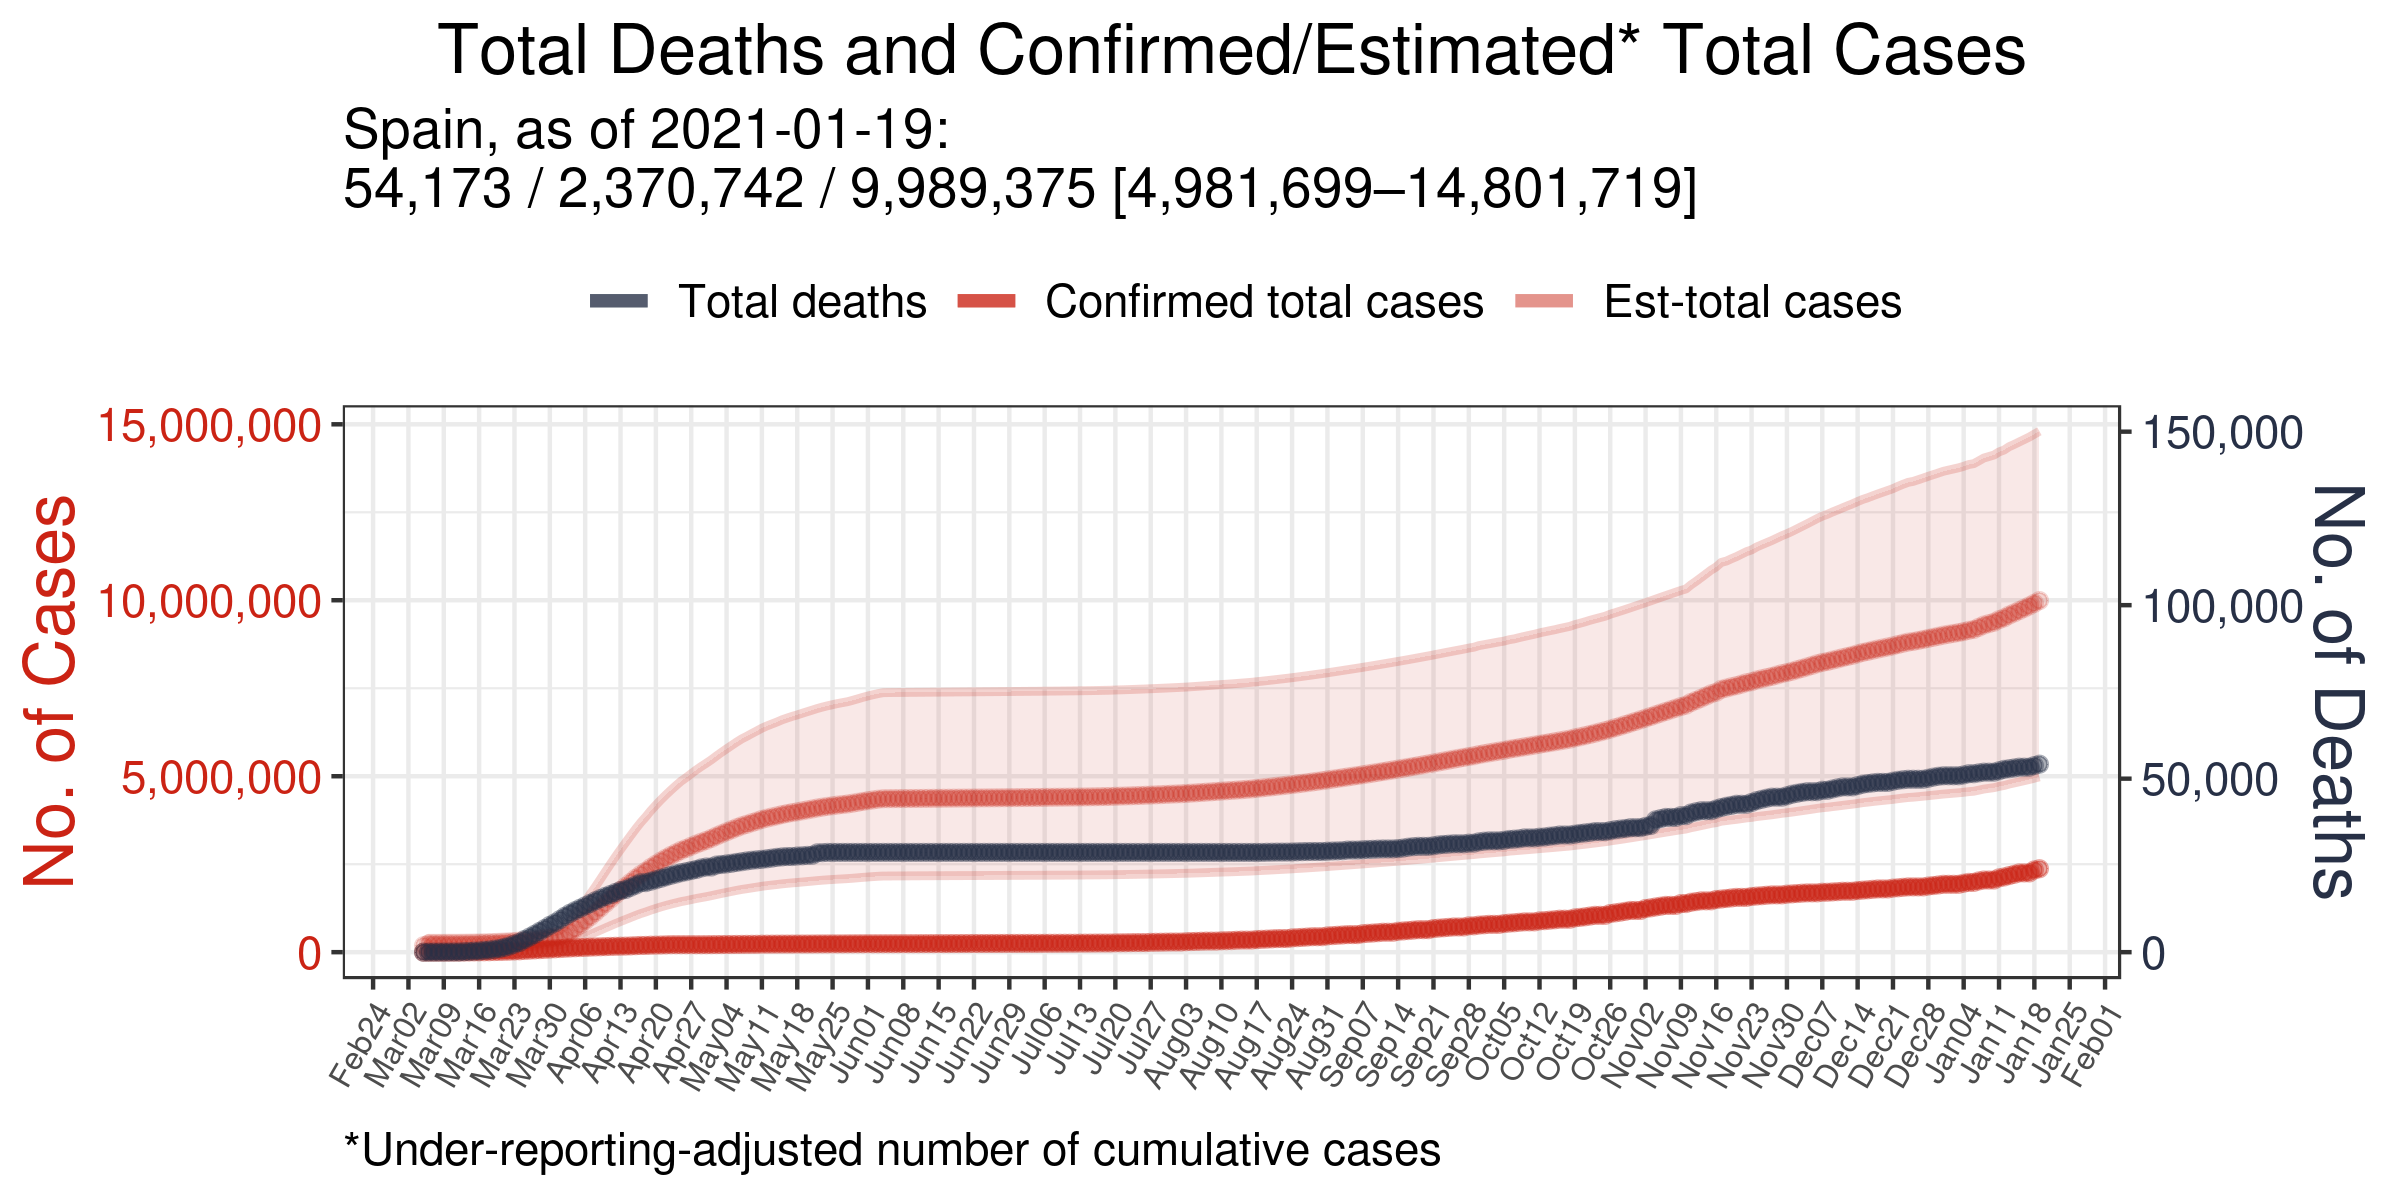 Total Deaths and Confirmed/Estimated* Total Cases
Spain, as of 2021-01-19:
54,173 / 2,370,742 / 9,989,375 [4,981,699–14,801,719]
Total deaths
Confirmed total cases
Est-total cases
No. of Cases
15,000,000
10,000,000
5,000,000
0
150,000
100,000
50,000
0
No. of Deaths
Feb24
Mar02
Mar09
Mar16
Mar23
Mar30
Apr06
Apr13
Apr20
Apr27
May04
May11
May18
May25
Jun01
Jun08
Jun15
Jun22
Jun29
Jul06
Jul13
Jul20
Jul27
Aug03
Aug10
Aug17
Aug24
Aug31
Sep07
Sep14
Sep21
Sep28
Oct05
Oct12
Oct19
Oct26
Nov02
Nov09
Nov16
Nov23
Nov30
Dec07
Dec14
Dec21
Dec28
Jan04
Jan11
Jan18
Jan25
Feb01
*Under-reporting-adjusted number of cumulative cases